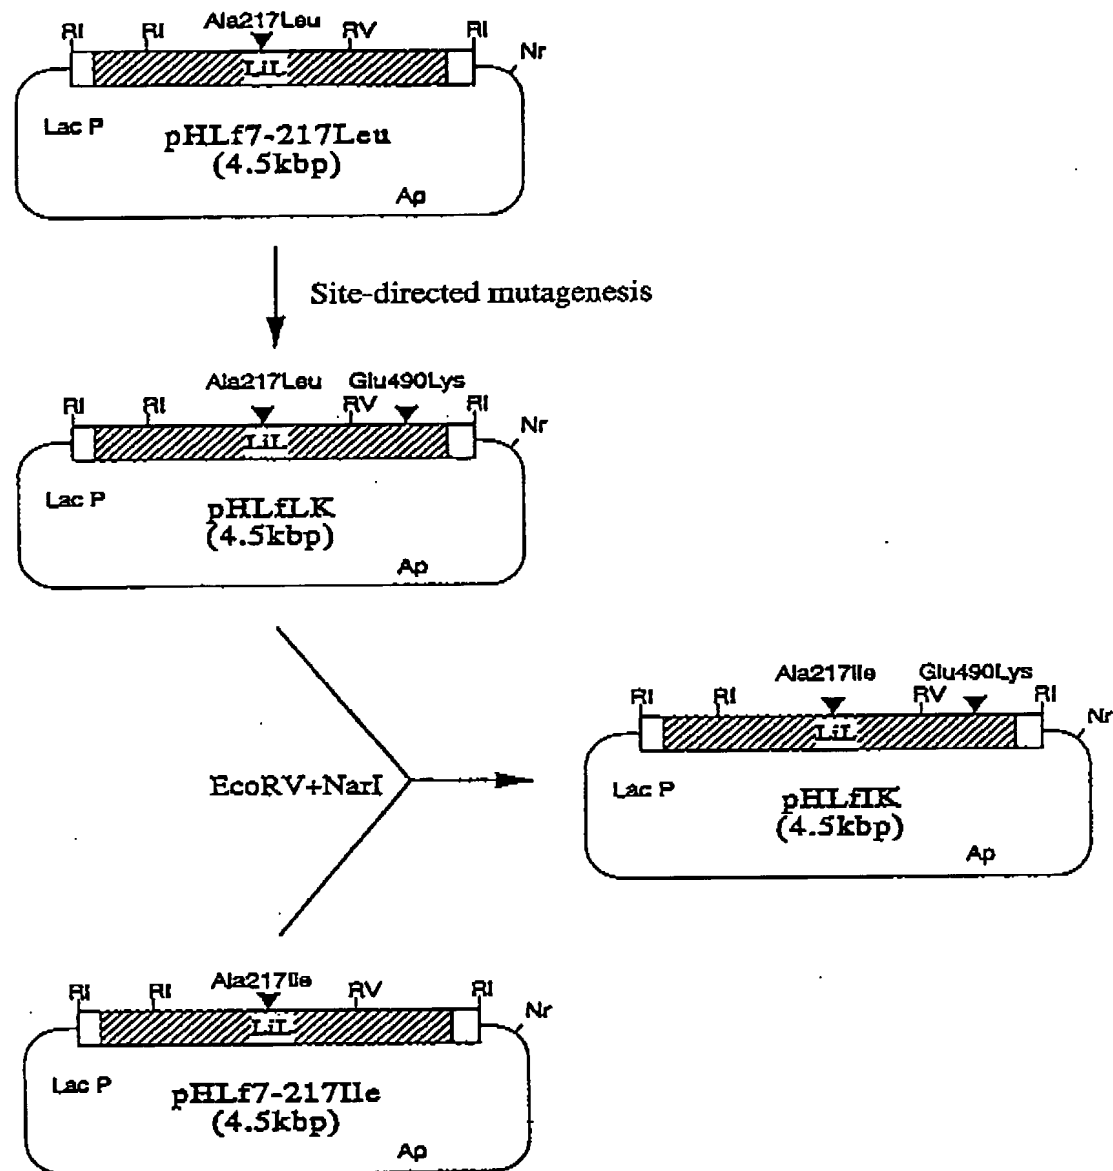 Ala217Leu
RI RI RV RI Nr
LiL
Lac P
pHLf7-217Leu
(4.5kbp)
Ap
Site-directed mutagenesis
Ala217Leu Glu490Lys
RI RI RV RI Nr
LiL
Lac P
pHLfLK
(4.5kbp)
Ap
EcoRV+NarI
Ala217Ile Glu490Lys
RI RI RV RI Nr
LiL
Lac P
pHLfIK
(4.5kbp)
Ap
Ala217Ile
RI RI RV RI Nr
LiL
Lac P
pHLf7-217Ile
(4.5kbp)
Ap